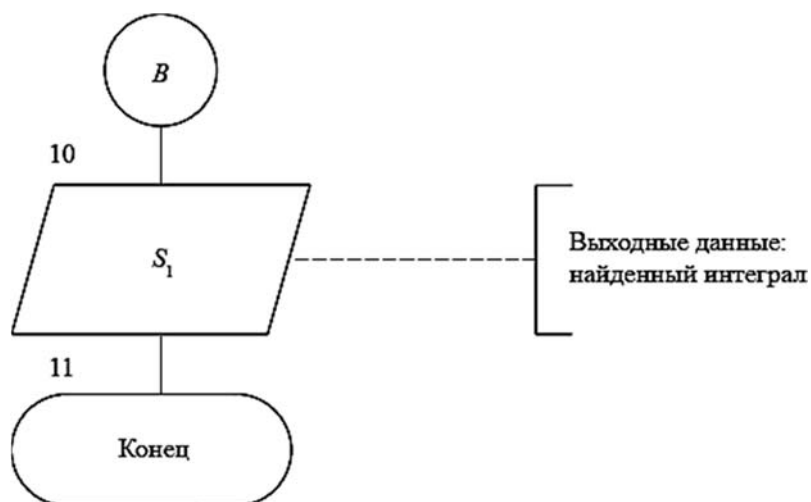 B
10
S₁
Выходные данные:
найденный интеграл
11
Конец